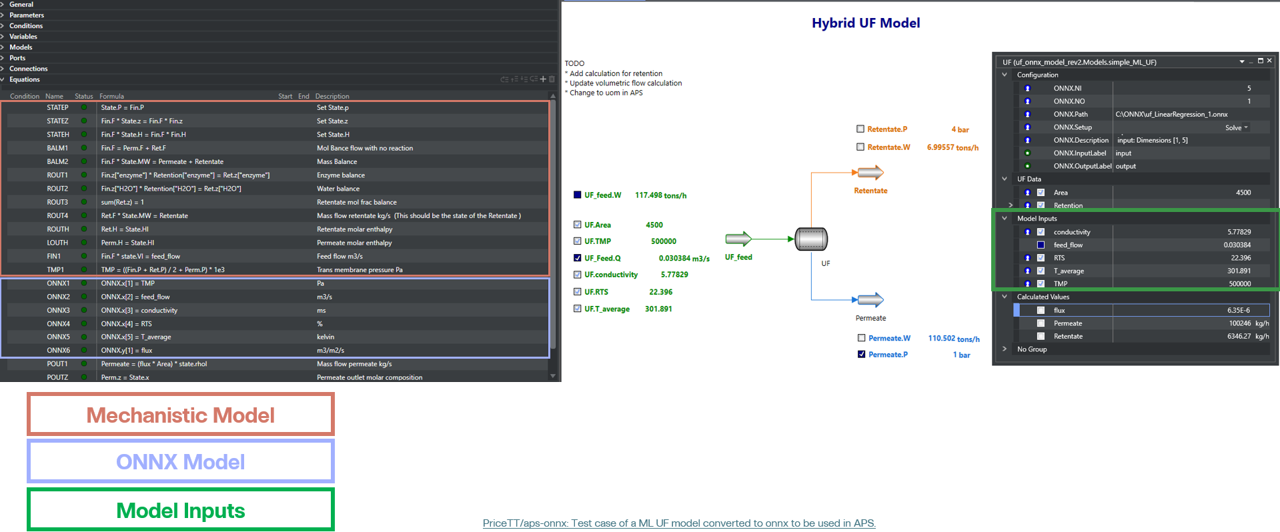 General
Parameters
Conditions
Variables
Models
Ports
Connections
Equations
Condition Name Status Formula Start End Description
STATEP State.P = Fin.P Set State.p
STATEZ Fin.F * State.z = Fin.F * Fin.z Set State.z
STATEH Fin.F * State.H = Fin.F * Fin.H Set State.H
BALM1 Fin.F = Perm.F + Ret.F Mol Bance flow with no reaction
BALM2 Fin.F * State.MW = Permeate + Retentate Mass Balance
ROUT1 Fin.z["enzyme"] * Retention["enzyme"] = Ret.z["enzyme"] Enzyme balance
ROUT2 Fin.z["H2O"] * Retention["H2O"] = Ret.z["H2O"] Water balance
ROUT3 sum(Ret.z) = 1 Retentate mol frac balance
ROUT4 Ret.F * State.MW = Retentate Mass flow retentate kg/s (This should be the state of the Retentate )
ROUTH Ret.H = State.Hl Retentate molar enthalpy
LOUTH Perm.H = State.Hl Permeate molar enthalpy
FIN1 Fin.F * state.Vl = feed_flow Feed flow m3/s
TMP1 TMP = ((Fin.P + Ret.P) / 2 + Perm.P) * 1e3 Trans membrane pressure Pa
ONNX1 ONNX.x[1] = TMP Pa
ONNX2 ONNX.x[2] = feed_flow m3/s
ONNX3 ONNX.x[3] = conductivity ms
ONNX4 ONNX.x[4] = RTS %
ONNX5 ONNX.x[5] = T_average kelvin
ONNX6 ONNX.y[1] = flux m3/m2/s
POUT1 Permeate = (flux * Area) * state.rhol Mass flow permeate kg/s
POUTZ Perm.z = State.x Permeate outlet molar composition
Mechanistic Model
ONNX Model
Model Inputs
Hybrid UF Model
TODO
* Add calculation for retention
* Update volumetric flow calculation
* Change to uom in APS
UF_feed.W 117.498 tons/h
UF.Area 4500
UF.TMP 500000
UF_Feed.Q 0.030384 m3/s
UF.conductivity 5.77829
UF.RTS 22.396
UF.T_average 301.891
UF_feed
Retentate.P 4 bar
Retentate.W 6.99557 tons/h
Retentate
UF
Permeate
Permeate.W 110.502 tons/h
Permeate.P 1 bar
UF (uf_onnx_model_rev2.Models.simple_ML_UF)
Configuration
ONNX.NI 5
ONNX.NO 1
ONNX.Path C:\ONNX\uf_LinearRegression_1.onnx
ONNX.Setup Solve
ONNX.Description input: Dimensions [1, 5]
ONNX.InputLabel input
ONNX.OutputLabel output
UF Data
Area 4500
Retention
Model Inputs
conductivity 5.77829
feed_flow 0.030384
RTS 22.396
T_average 301.891
TMP 500000
Calculated Values
flux 6.35E-6
Permeate 100246 kg/h
Retentate 6346.27 kg/h
No Group
PriceTT/aps-onnx: Test case of a ML UF model converted to onnx to be used in APS.